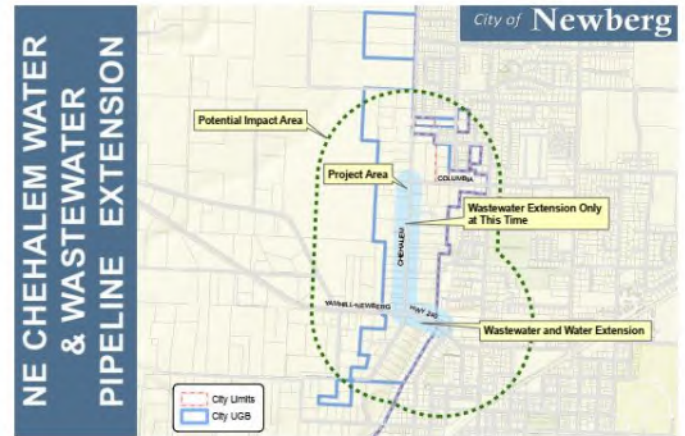 NE CHEHALEM WATER
& WASTEWATER
PIPELINE EXTENSION
City of Newberg
Potential Impact Area
Project Area
COLUMBIA
Wastewater Extension Only
at This Time
CHEHALEM
YAMHILL-NEWBERG
HWY 240
Wastewater and Water Extension
City Limits
City UGB